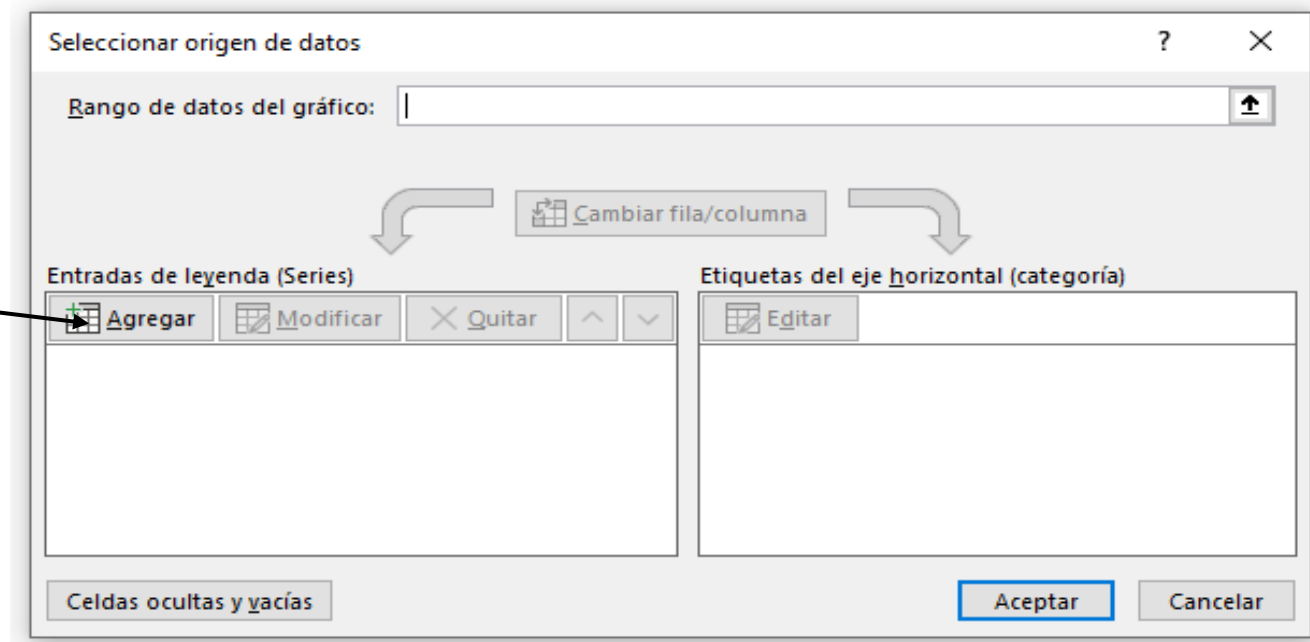 Seleccionar origen de datos ?
Rango de datos del gráfico:
Cambiar fila/columna
Entradas de leyenda (Series)
Etiquetas del eje horizontal (categoría)
Agregar Modificar Quitar
Editar
Celdas ocultas y vacías
Aceptar Cancelar